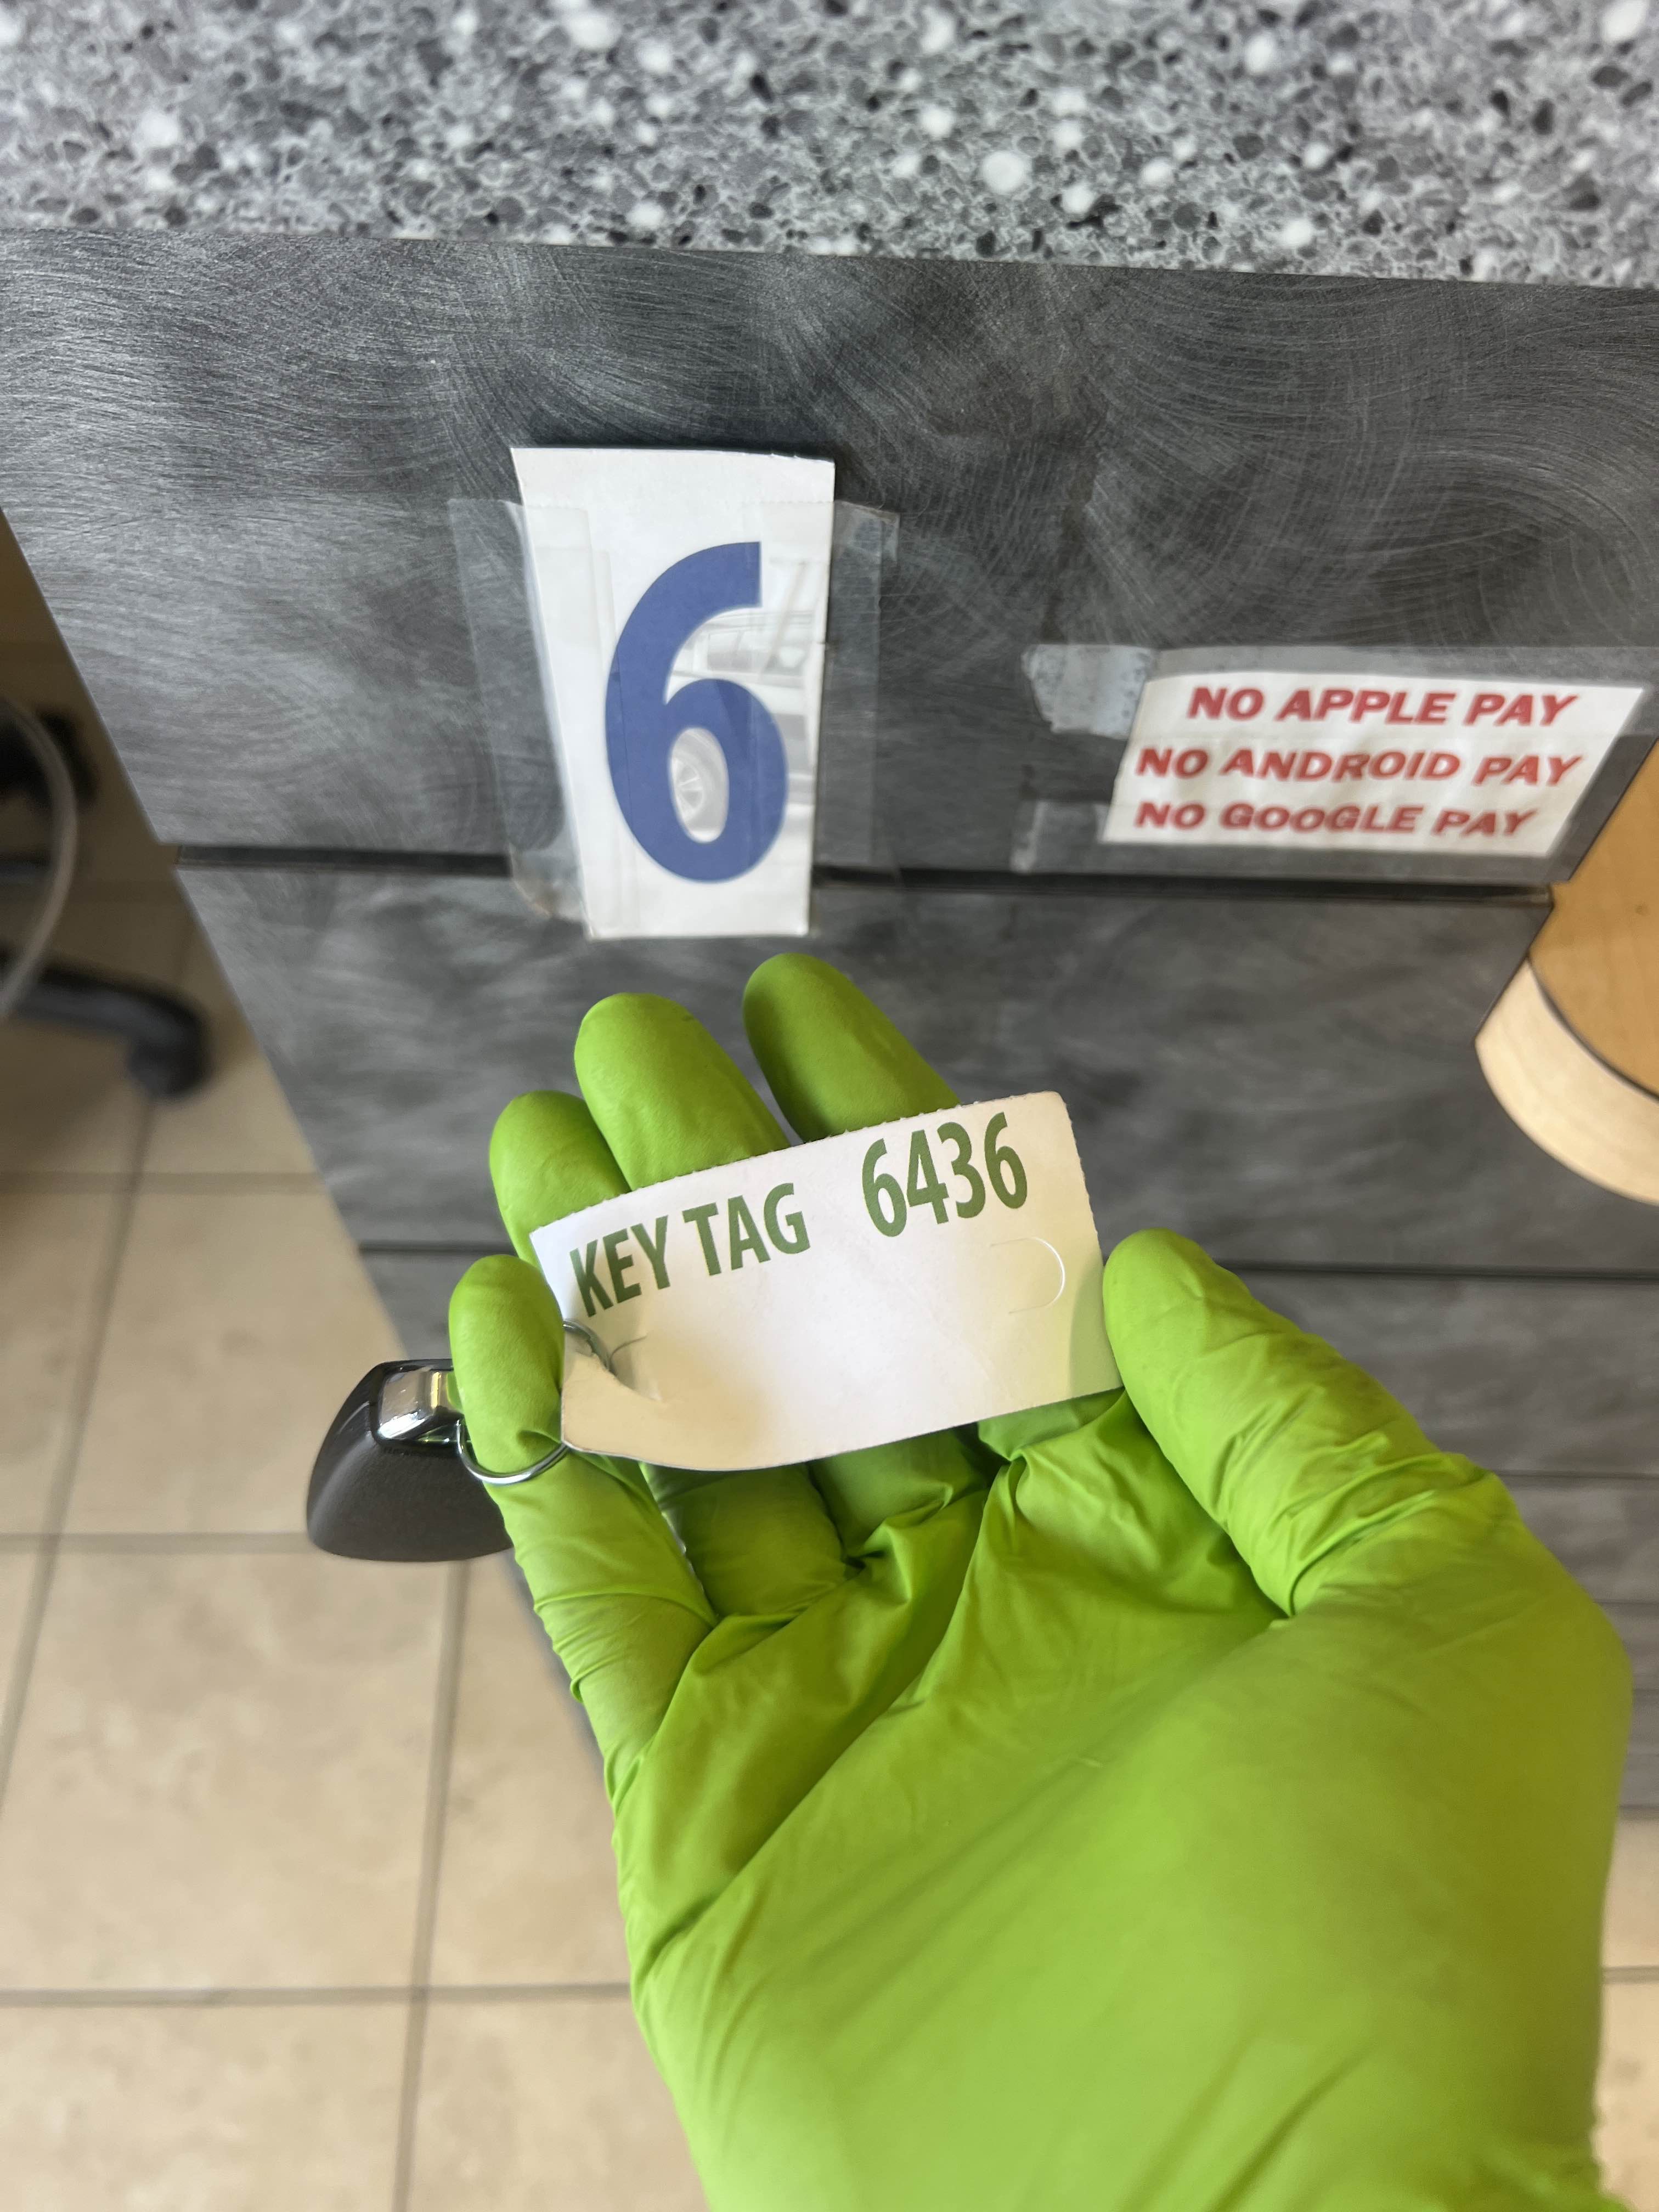 6
NO APPLE PAY
NO ANDROID PAY
NO GOOGLE PAY
KEY TAG 6436